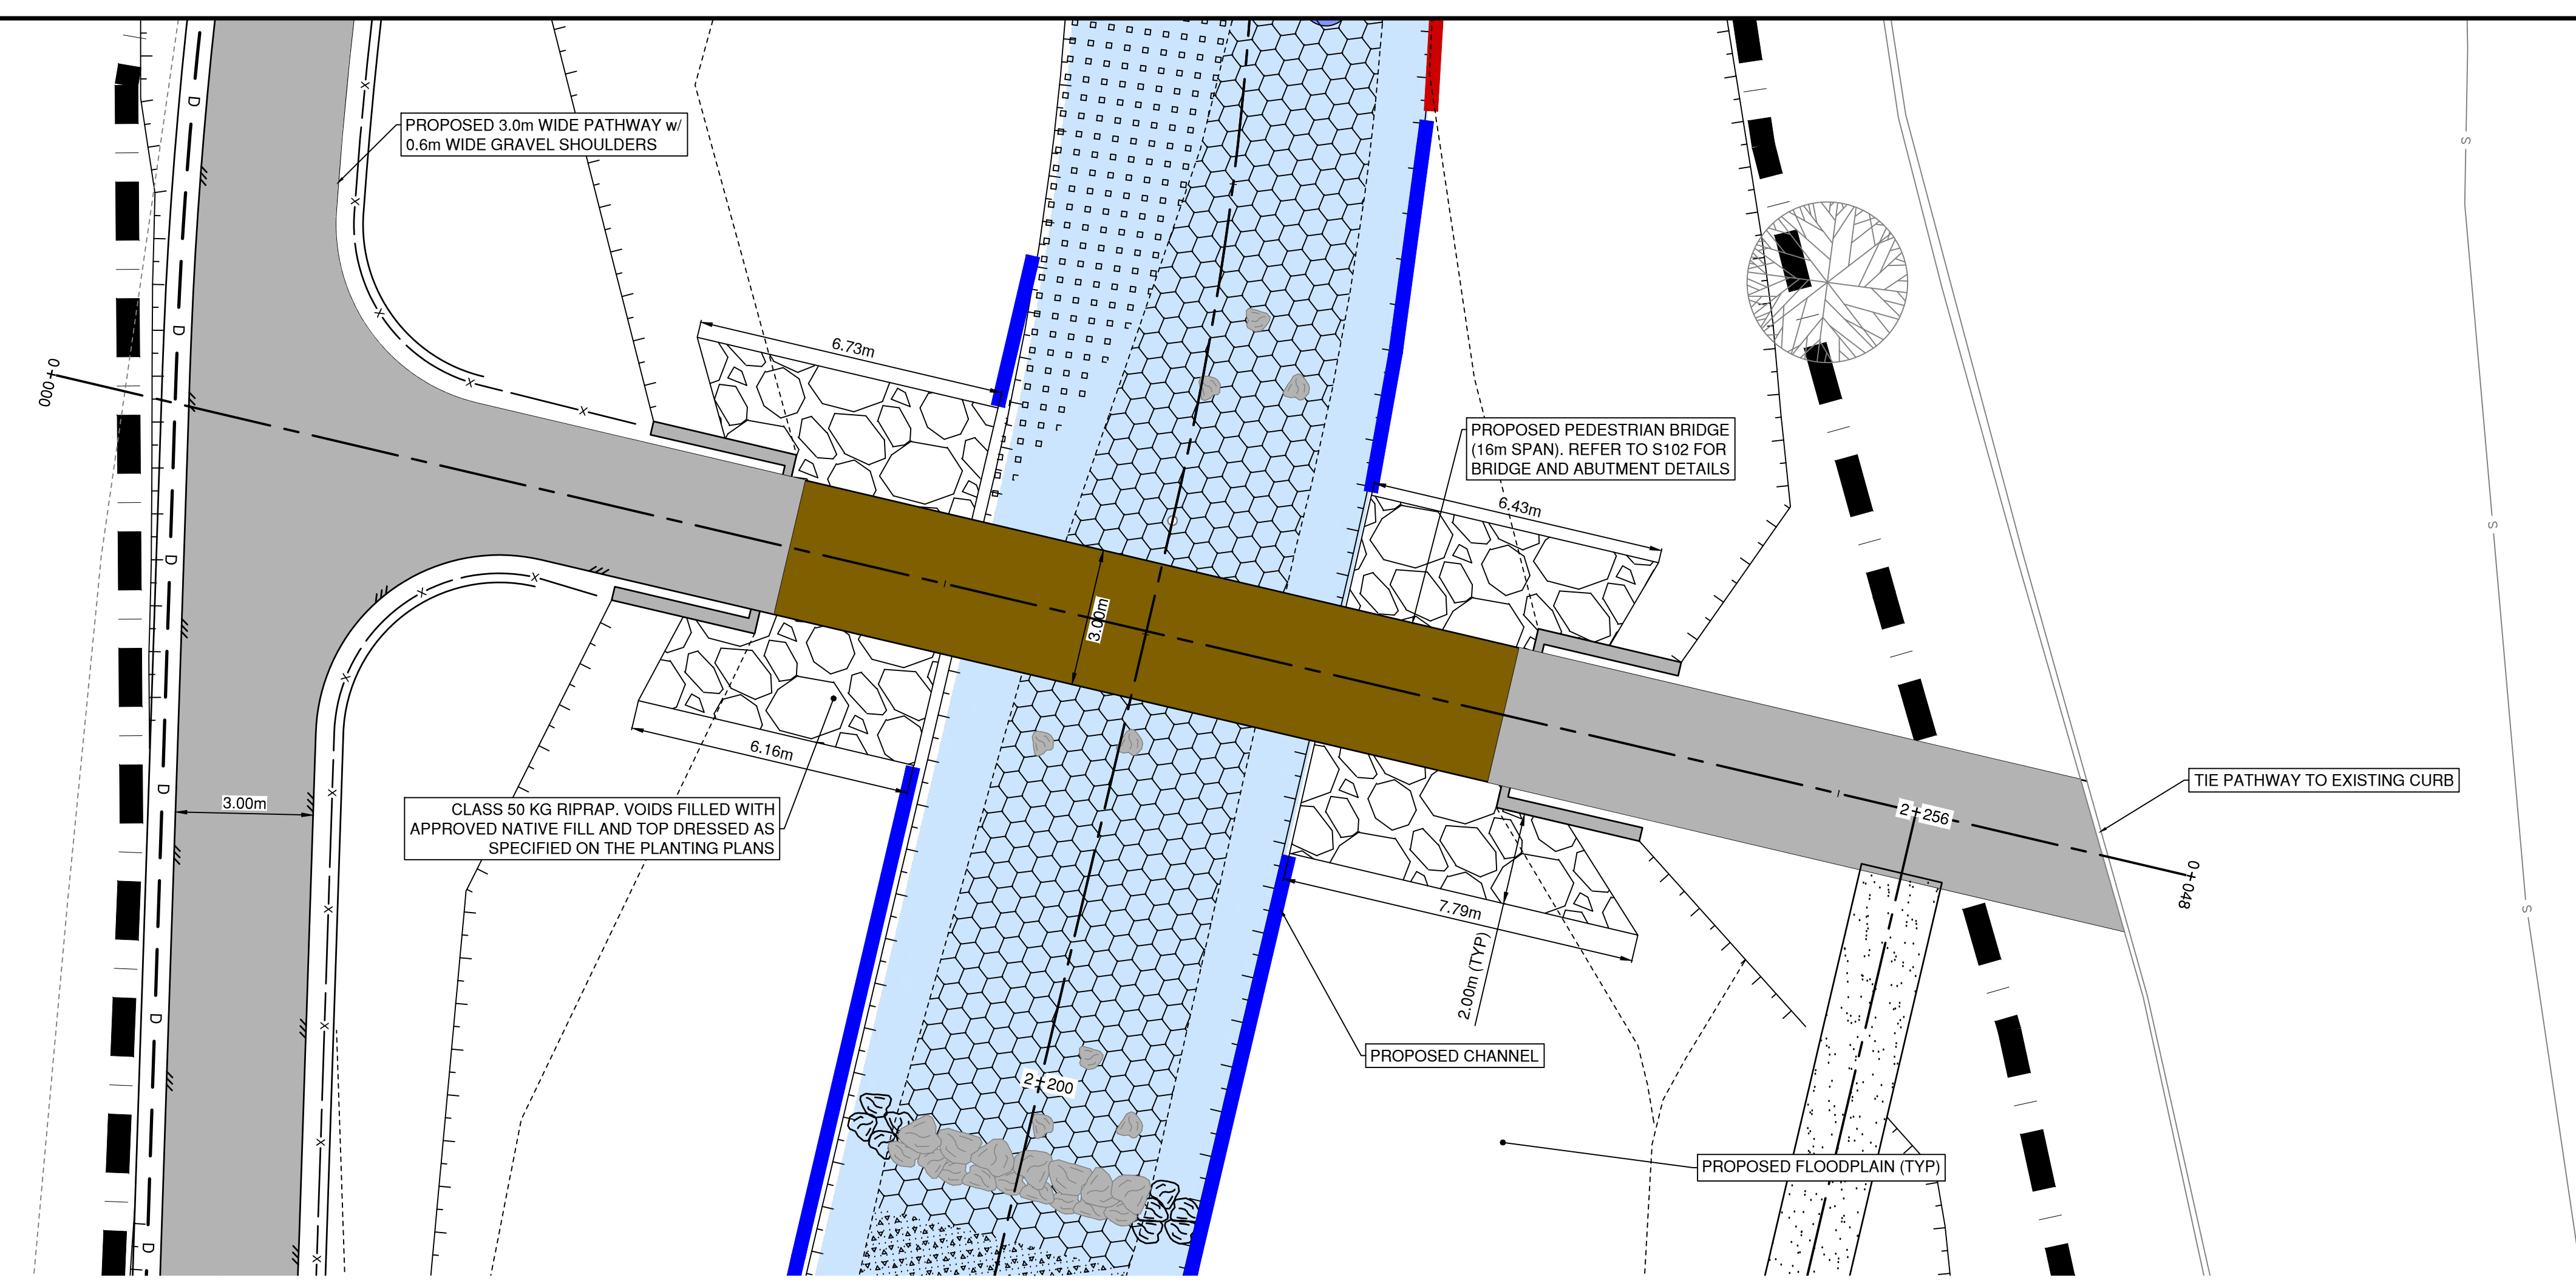 PROPOSED 3.0m WIDE PATHWAY w/
0.6m WIDE GRAVEL SHOULDERS
D
D
D
D
D
D
D
X
X
X
X
X
X
X
X
X
X
X
X
X
X
S
S
S
0+000
6.73m
PROPOSED PEDESTRIAN BRIDGE
(16m SPAN). REFER TO S102 FOR
BRIDGE AND ABUTMENT DETAILS
6.43m
3.00m
6.16m
3.00m
CLASS 50 KG RIPRAP. VOIDS FILLED WITH
APPROVED NATIVE FILL AND TOP DRESSED AS
SPECIFIED ON THE PLANTING PLANS
TIE PATHWAY TO EXISTING CURB
2+256
0+048
7.79m
2.00m (TYP)
PROPOSED CHANNEL
2+200
PROPOSED FLOODPLAIN (TYP)